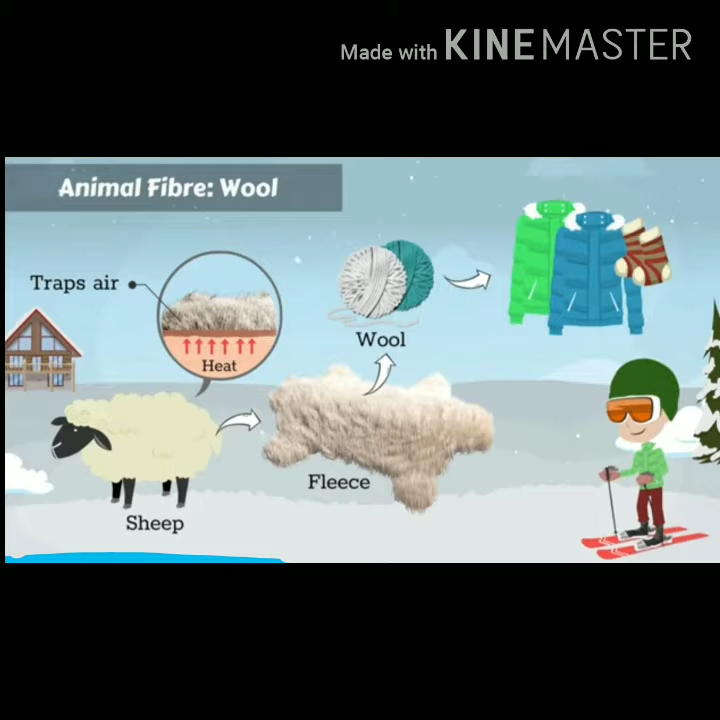 Made with KINEMASTER
Animal Fibre: Wool
Traps air
Heat
Wool
Fleece
Sheep